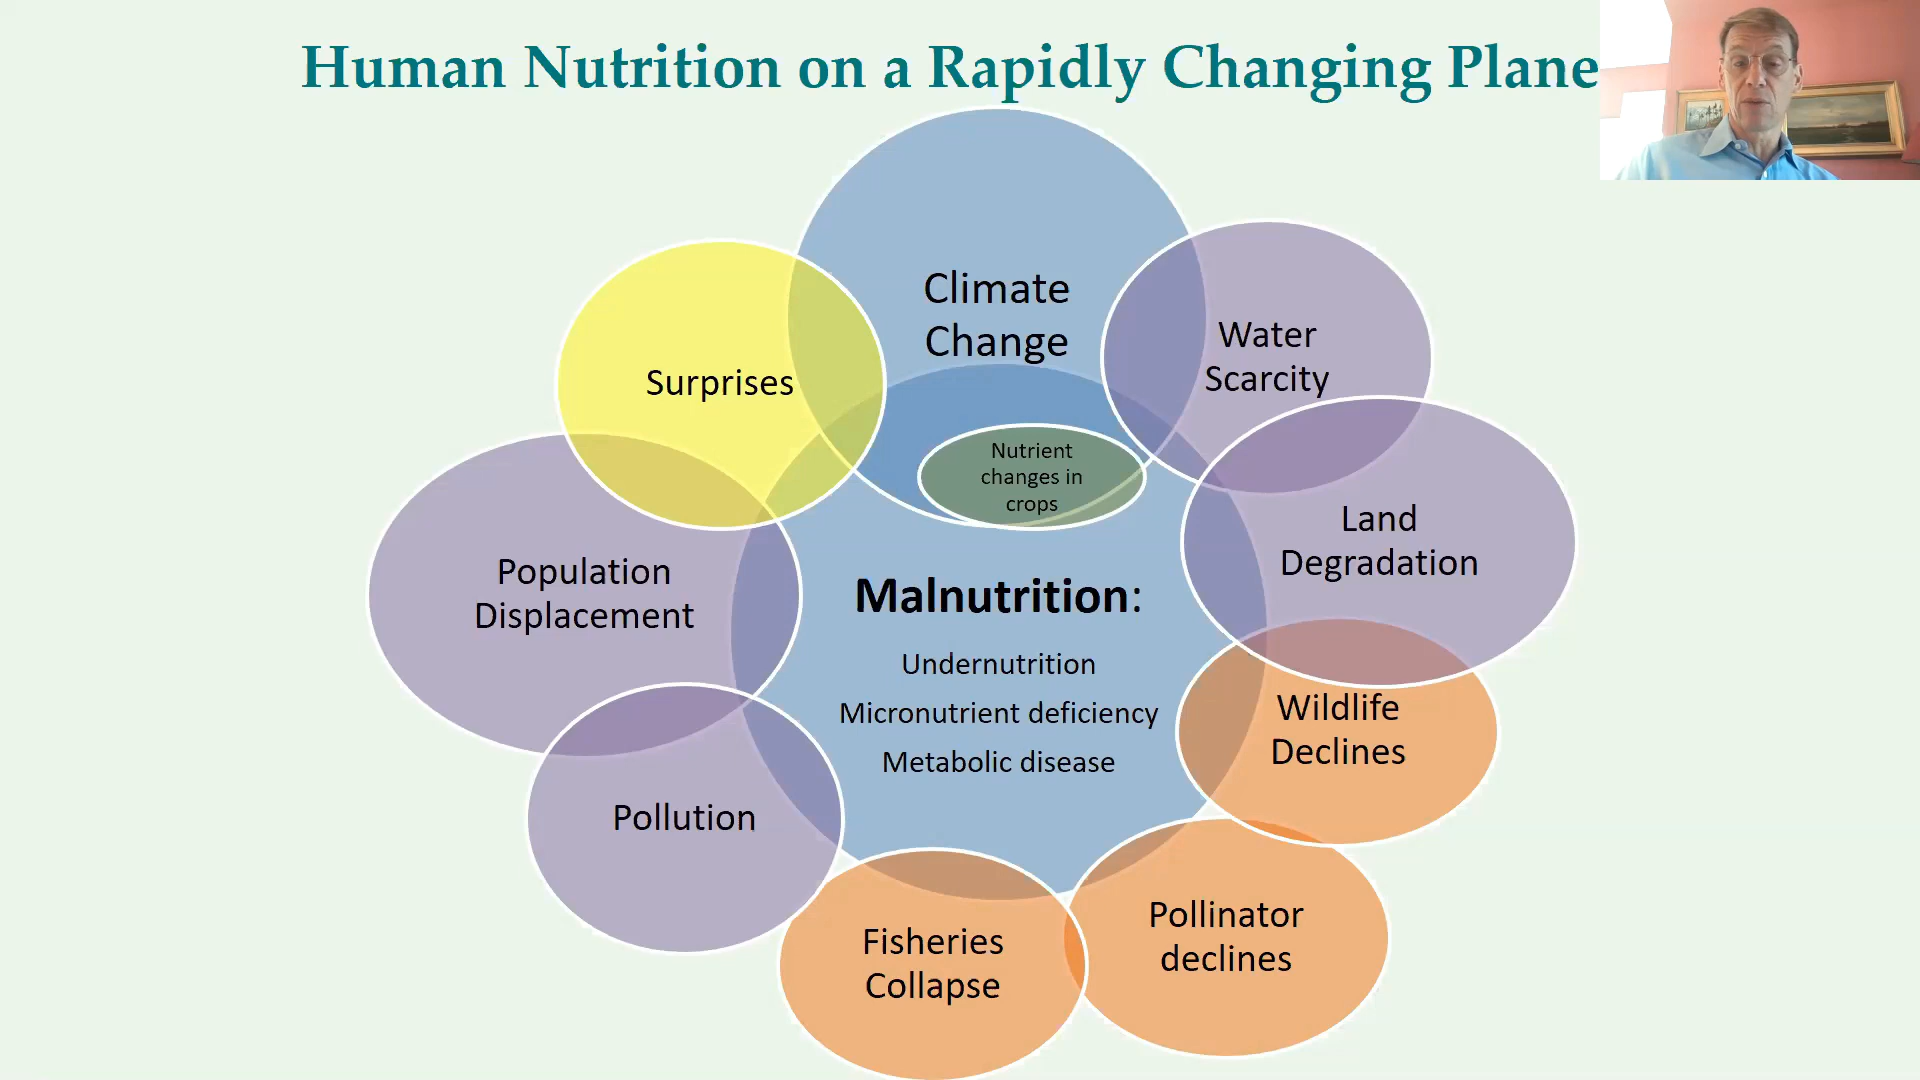 Human Nutrition on a Rapidly Changing Plane
Climate
Change
Water
Scarcity
Surprises
Nutrient
changes in
crops
Land
Degradation
Population
Displacement
Malnutrition:
Undernutrition
Micronutrient deficiency
Metabolic disease
Wildlife
Declines
Pollution
Pollinator
declines
Fisheries
Collapse